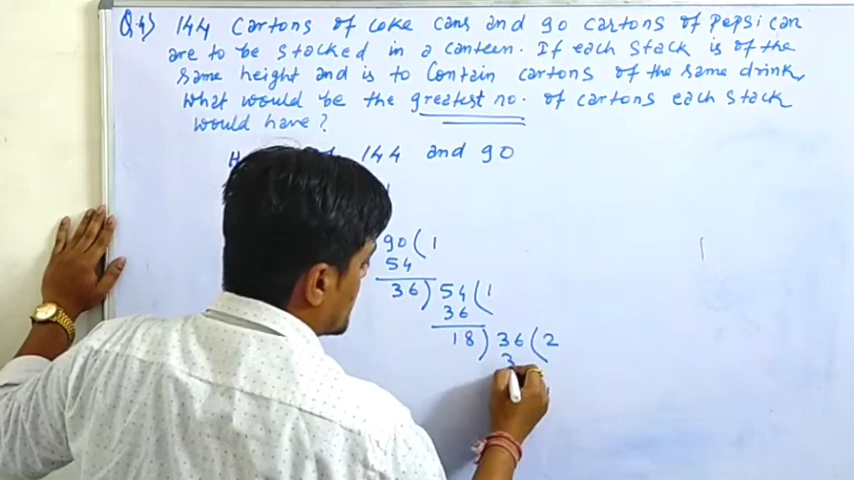 Q.4) 144 cartons of coke cans and 90 cartons of Pepsi can
are to be stacked in a canteen. If each stack is of the
same height and is to contain cartons of the same drink,
what would be the greatest no. of cartons each stack
would have?
144 and 90
90 ( 1
54
36 ) 54 ( 1
36
18 ) 36 ( 2
3